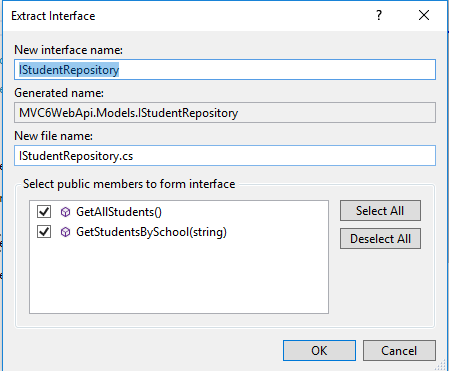 Extract Interface
New interface name:
IStudentRepository
Generated name:
MVC6WebApi.Models.IStudentRepository
New file name:
IStudentRepository.cs
Select public members to form interface
GetAllStudents()
GetStudentsBySchool(string)
Select All
Deselect All
OK
Cancel